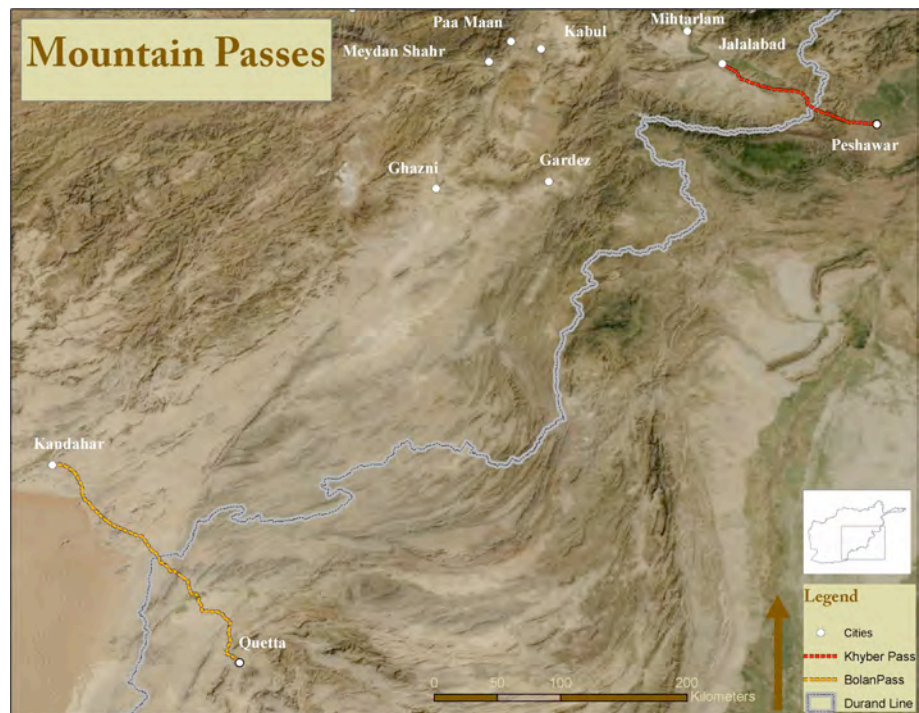 Mountain Passes
Paa Maan
Kabul
Mihtarlam
Meydan Shahr
Jalalabad
Peshawar
Ghazni
Gardez
Kandahar
Quetta
Legend
Cities
Khyber Pass
BolanPass
Durand Line
0 50 100 200
Kilometers